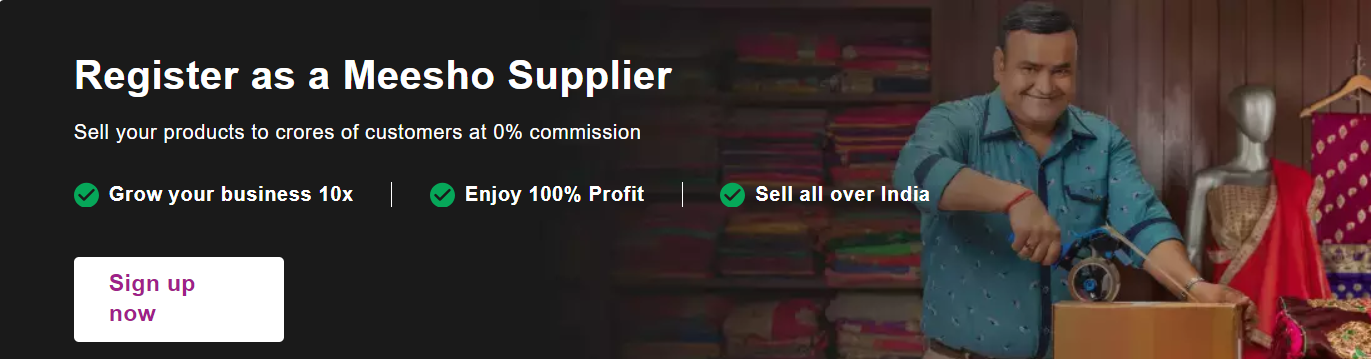 Register as a Meesho Supplier
Sell your products to crores of customers at 0% commission
Grow your business 10x
Enjoy 100% Profit
Sell all over India
Sign up
now